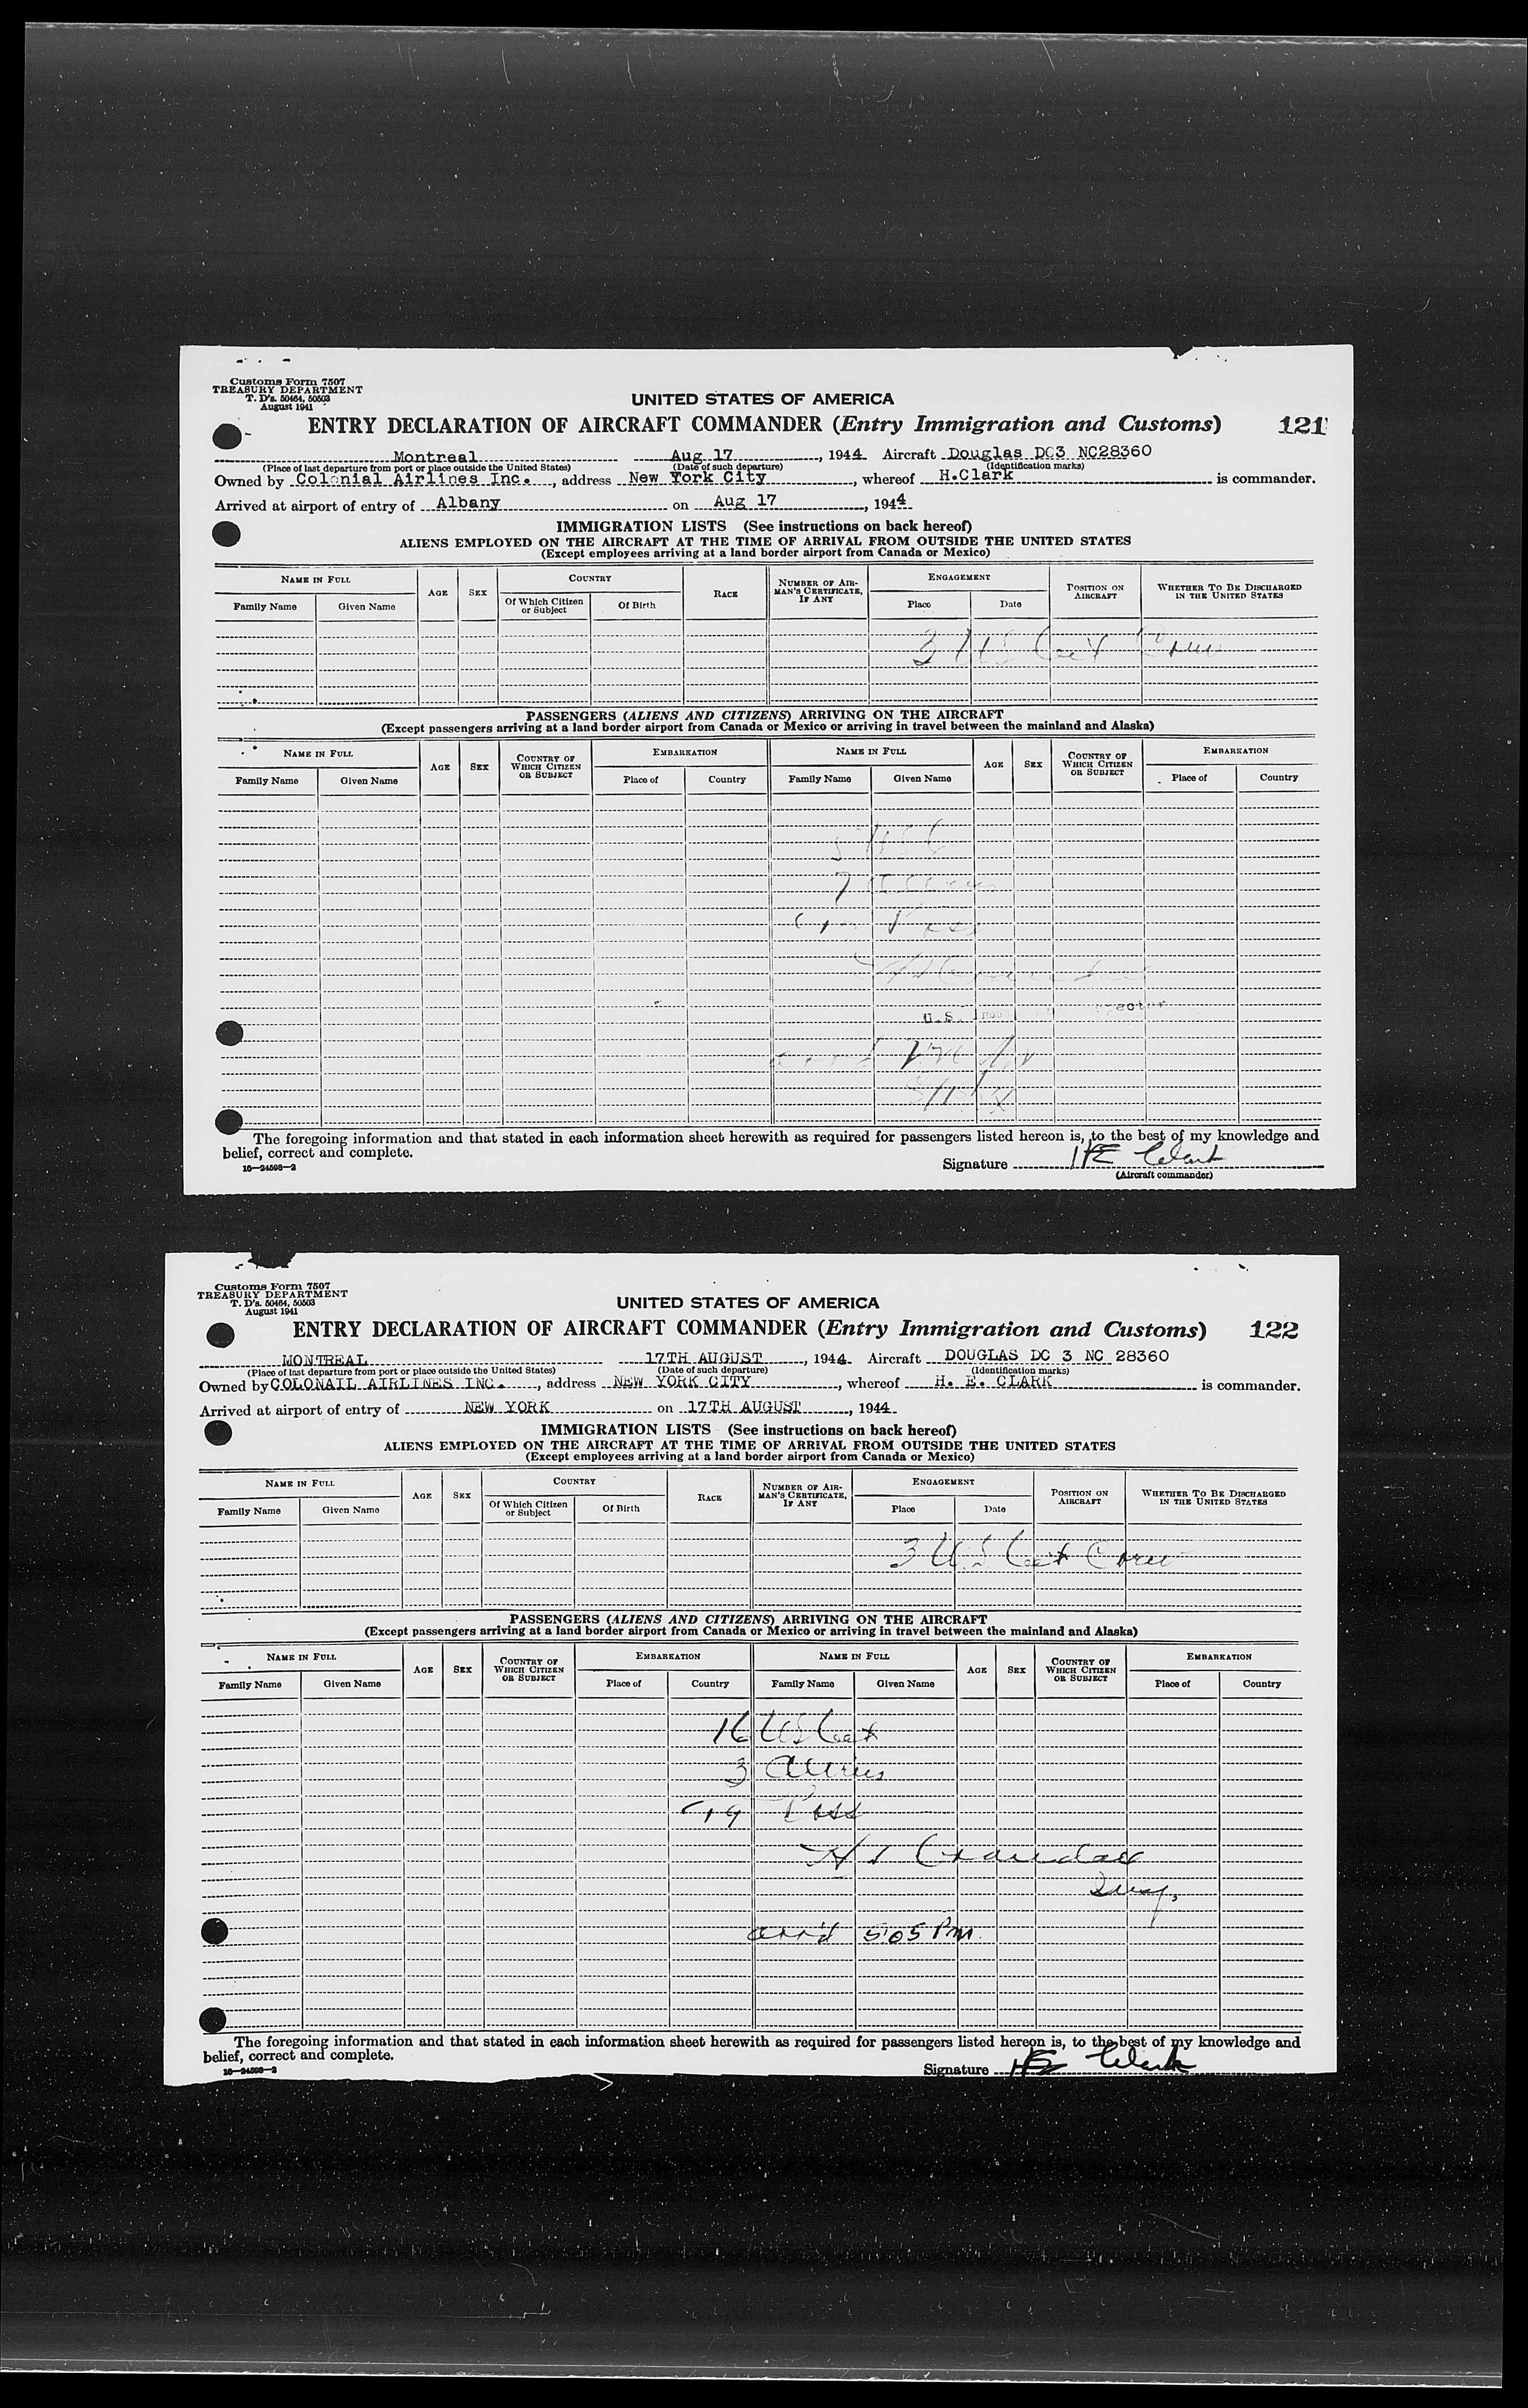 Customs Form 7507
TREASURY DEPARTMENT
T. D's. 50464, 50503
August 1941
UNITED STATES OF AMERICA
ENTRY DECLARATION OF AIRCRAFT COMMANDER (Entry Immigration and Customs) 121
Montreal Aug 17, 1944 Aircraft Douglas DC3 NC28360
(Place of last departure from port or place outside the United States) (Date of such departure) (Identification marks)
Owned by Colonial Airlines Inc., address New York City, whereof H.Clark is commander.
Arrived at airport of entry of Albany on Aug 17, 1944
IMMIGRATION LISTS (See instructions on back hereof)
ALIENS EMPLOYED ON THE AIRCRAFT AT THE TIME OF ARRIVAL FROM OUTSIDE THE UNITED STATES
(Except employees arriving at a land border airport from Canada or Mexico)
NAME IN FULL AGE SEX COUNTRY RACE NUMBER OF AIRMAN'S CERTIFICATE, IF ANY ENGAGEMENT POSITION ON AIRCRAFT WHETHER TO BE DISCHARGED IN THE UNITED STATES
Family Name Given Name Of Which Citizen or Subject Of Birth Place Date
3 US Cit Crew
PASSENGERS (ALIENS AND CITIZENS) ARRIVING ON THE AIRCRAFT
(Except passengers arriving at a land border airport from Canada or Mexico or arriving in travel between the mainland and Alaska)
NAME IN FULL AGE SEX COUNTRY OF WHICH CITIZEN OR SUBJECT EMBARKATION NAME IN FULL AGE SEX COUNTRY OF WHICH CITIZEN OR SUBJECT EMBARKATION
Family Name Given Name Place of Country Family Name Given Name Place of Country
U.S.
The foregoing information and that stated in each information sheet herewith as required for passengers listed hereon is, to the best of my knowledge and
belief, correct and complete.
16—24598—2
Signature HE Clark
(Aircraft commander)
Customs Form 7507
TREASURY DEPARTMENT
T. D's. 50464, 50503
August 1941
UNITED STATES OF AMERICA
ENTRY DECLARATION OF AIRCRAFT COMMANDER (Entry Immigration and Customs) 122
MONTREAL 17TH AUGUST, 1944 Aircraft DOUGLAS DC 3 NC 28360
(Place of last departure from port or place outside the United States) (Date of such departure) (Identification marks)
Owned by COLONAIL AIRLINES INC., address NEW YORK CITY, whereof H. E. CLARK is commander.
Arrived at airport of entry of NEW YORK on 17TH AUGUST, 1944
IMMIGRATION LISTS (See instructions on back hereof)
ALIENS EMPLOYED ON THE AIRCRAFT AT THE TIME OF ARRIVAL FROM OUTSIDE THE UNITED STATES
(Except employees arriving at a land border airport from Canada or Mexico)
NAME IN FULL AGE SEX COUNTRY RACE NUMBER OF AIRMAN'S CERTIFICATE, IF ANY ENGAGEMENT POSITION ON AIRCRAFT WHETHER TO BE DISCHARGED IN THE UNITED STATES
Family Name Given Name Of Which Citizen or Subject Of Birth Place Date
3 US Cit Crew
PASSENGERS (ALIENS AND CITIZENS) ARRIVING ON THE AIRCRAFT
(Except passengers arriving at a land border airport from Canada or Mexico or arriving in travel between the mainland and Alaska)
NAME IN FULL AGE SEX COUNTRY OF WHICH CITIZEN OR SUBJECT EMBARKATION NAME IN FULL AGE SEX COUNTRY OF WHICH CITIZEN OR SUBJECT EMBARKATION
Family Name Given Name Place of Country Family Name Given Name Place of Country
16 US Cit
3 Aliens
19 Pass
Insp.
arr'd 5:05 PM.
The foregoing information and that stated in each information sheet herewith as required for passengers listed hereon is, to the best of my knowledge and
belief, correct and complete.
16—24598—2
Signature HE Clark